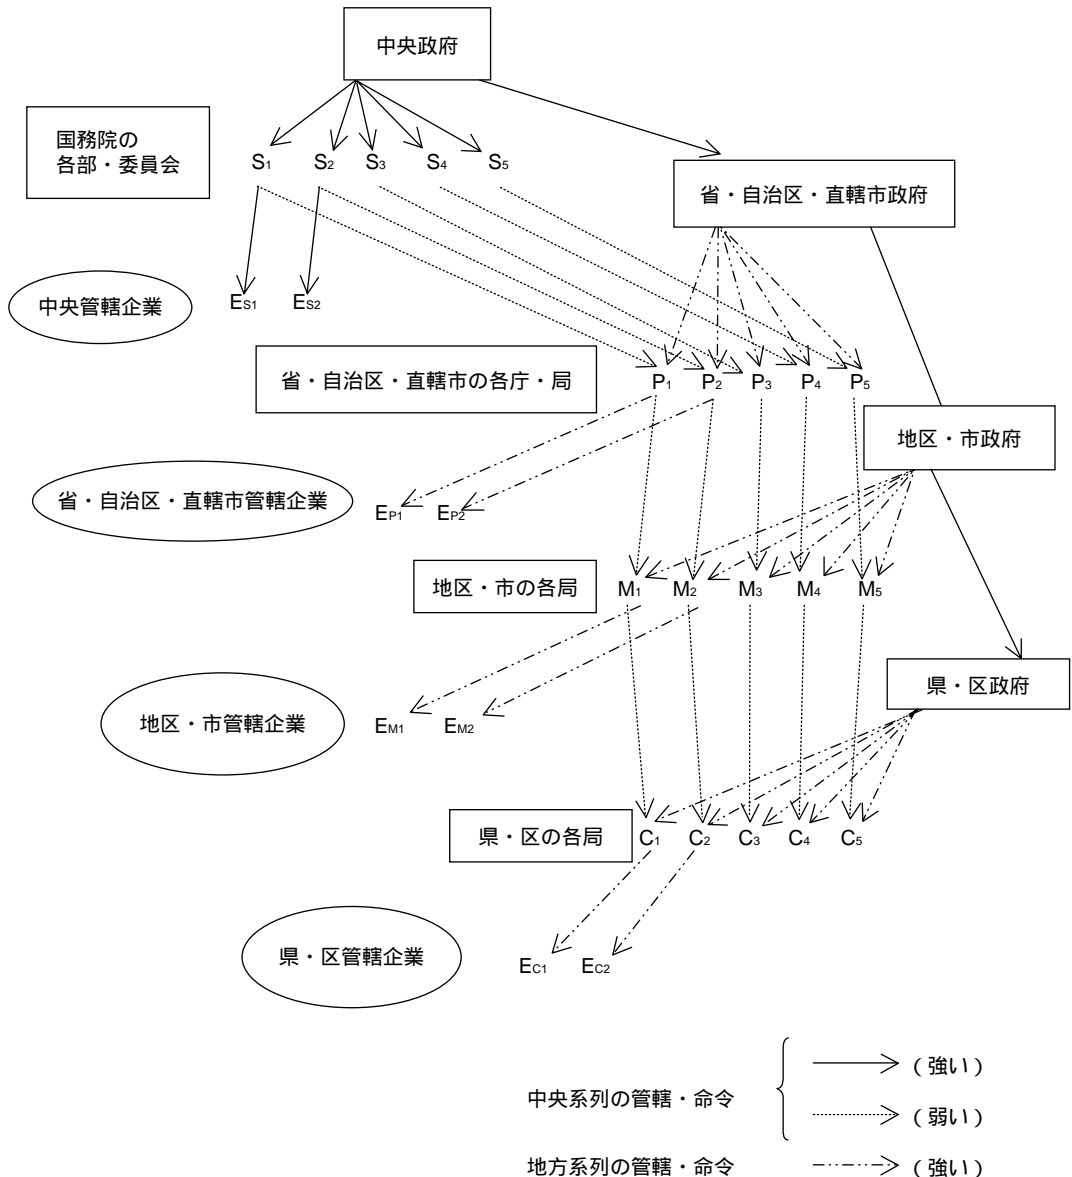 中央政府
国務院の
各部・委員会
S1 S2 S3 S4 S5
省・自治区・直轄市政府
中央管轄企業
ES1 ES2
省・自治区・直轄市の各庁・局
P1 P2 P3 P4 P5
地区・市政府
省・自治区・直轄市管轄企業
EP1 EP2
地区・市の各局
M1 M2 M3 M4 M5
県・区政府
地区・市管轄企業
EM1 EM2
県・区の各局
C1 C2 C3 C4 C5
県・区管轄企業
EC1 EC2
(強い)
中央系列の管轄・命令
(弱い)
地方系列の管轄・命令 (強い)